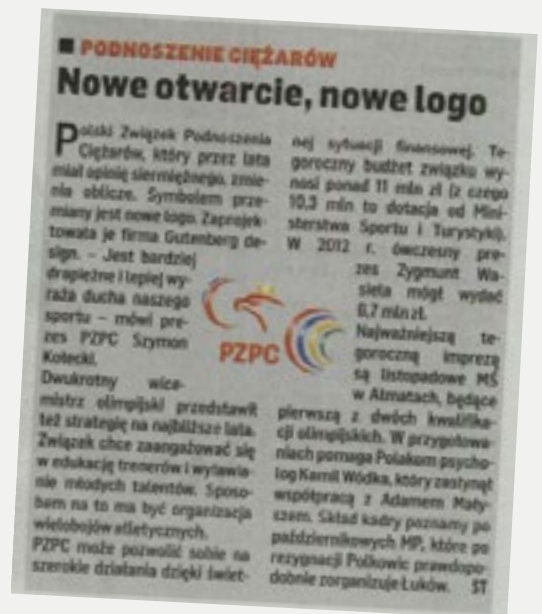 PODNOSZENIE CIĘŻARÓW
Nowe otwarcie, nowe logo
Polski Związek Podnoszenia
Ciężarów, który przez lata
miał opinię siermiężnego, zmie-
nia oblicze. Symbolem prze-
miany jest nowe logo. Zaprojek-
towała je firma Gutenberg de-
sign. – Jest bardziej
drapieżne i lepiej wy-
raża ducha naszego
sportu – mówi pre-
zes PZPC Szymon
Kołecki.
Dwukrotny wice-
mistrz olimpijski przedstawił
też strategię na najbliższe lata.
Związek chce zaangażować się
w edukację trenerów i wyławia-
nie młodych talentów. Sposo-
bem na to ma być organizacja
wielobojów atletycznych.
PZPC może pozwolić sobie na
szerokie działania dzięki świet-
PZPC
nej sytuacji finansowej. Te-
goroczny budżet związku wy-
nosi ponad 11 mln zł (z czego
10,3 mln to dotacja od Mini-
sterstwa Sportu i Turystyki).
W 2012 r. ówczesny pre-
zes Zygmunt Wa-
siela mógł wydać
6,7 mln zł.
Najważniejszą te-
goroczną imprezą
są listopadowe MŚ
w Ałmatach, będące
pierwszą z dwóch kwalifika-
cji olimpijskich. W przygotowa-
niach pomaga Polakom psycho-
log Kamil Wódka, który zasłynął
współpracą z Adamem Mały-
szem. Skład kadry poznamy po
październikowych MP, które po
rezygnacji Polkowic prawdopo-
dobnie zorganizuje Łuków. ST